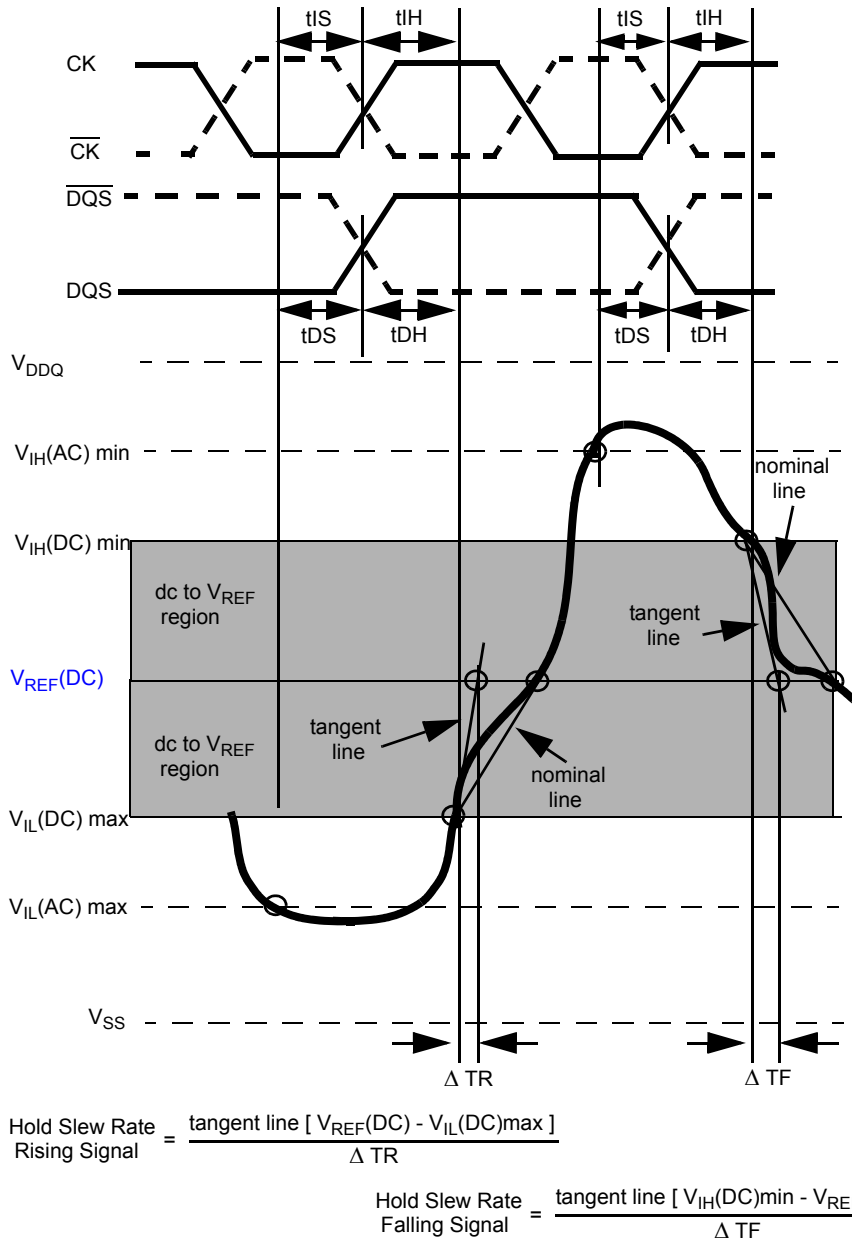 tIS tIH tIS tIH
CK
CK
DQS
DQS
tDS tDH tDS tDH
VDDQ
VIH(AC) min
nominal
line
VIH(DC) min
dc to VREF
region
tangent
line
VREF(DC)
tangent
line
dc to VREF
region
nominal
line
VIL(DC) max
VIL(AC) max
VSS
Δ TR Δ TF
Hold Slew Rate
Rising Signal
=
tangent line [ VREF(DC) - VIL(DC)max ]
Δ TR
Hold Slew Rate
Falling Signal
=
tangent line [ VIH(DC)min - VRE
Δ TF